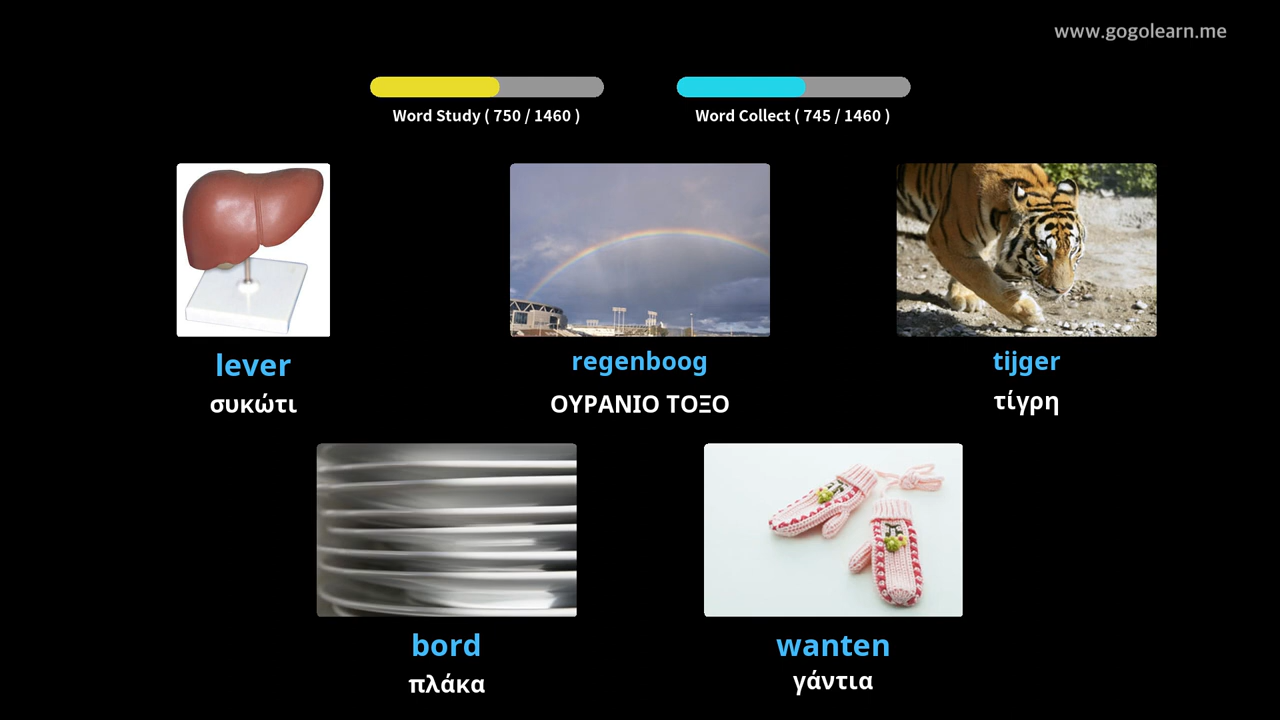 www.gogolearn.me
Word Study ( 750 / 1460 )
Word Collect ( 745 / 1460 )
lever
συκώτι
regenboog
ΟΥΡΑΝΙΟ ΤΟΞΟ
tijger
τίγρη
bord
πλάκα
wanten
γάντια